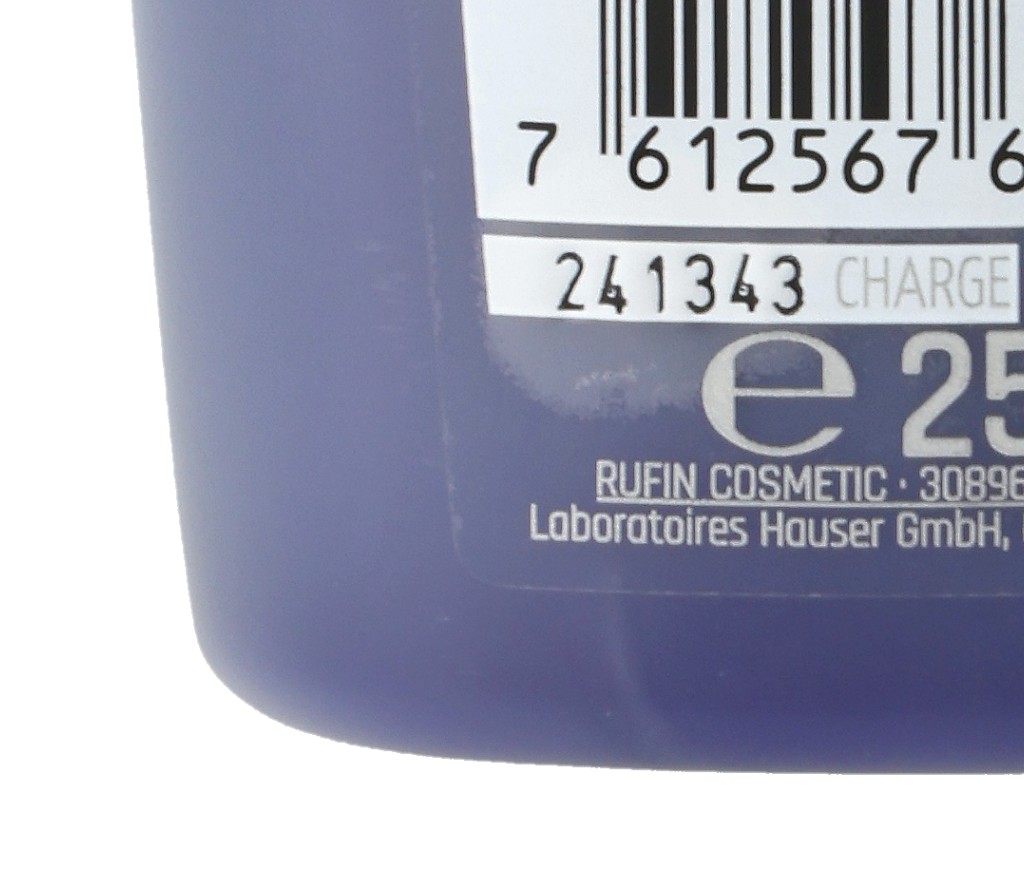 7 612567 6
241343 CHARGE
e 25
RUFIN COSMETIC · 30896
Laboratoires Hauser GmbH,